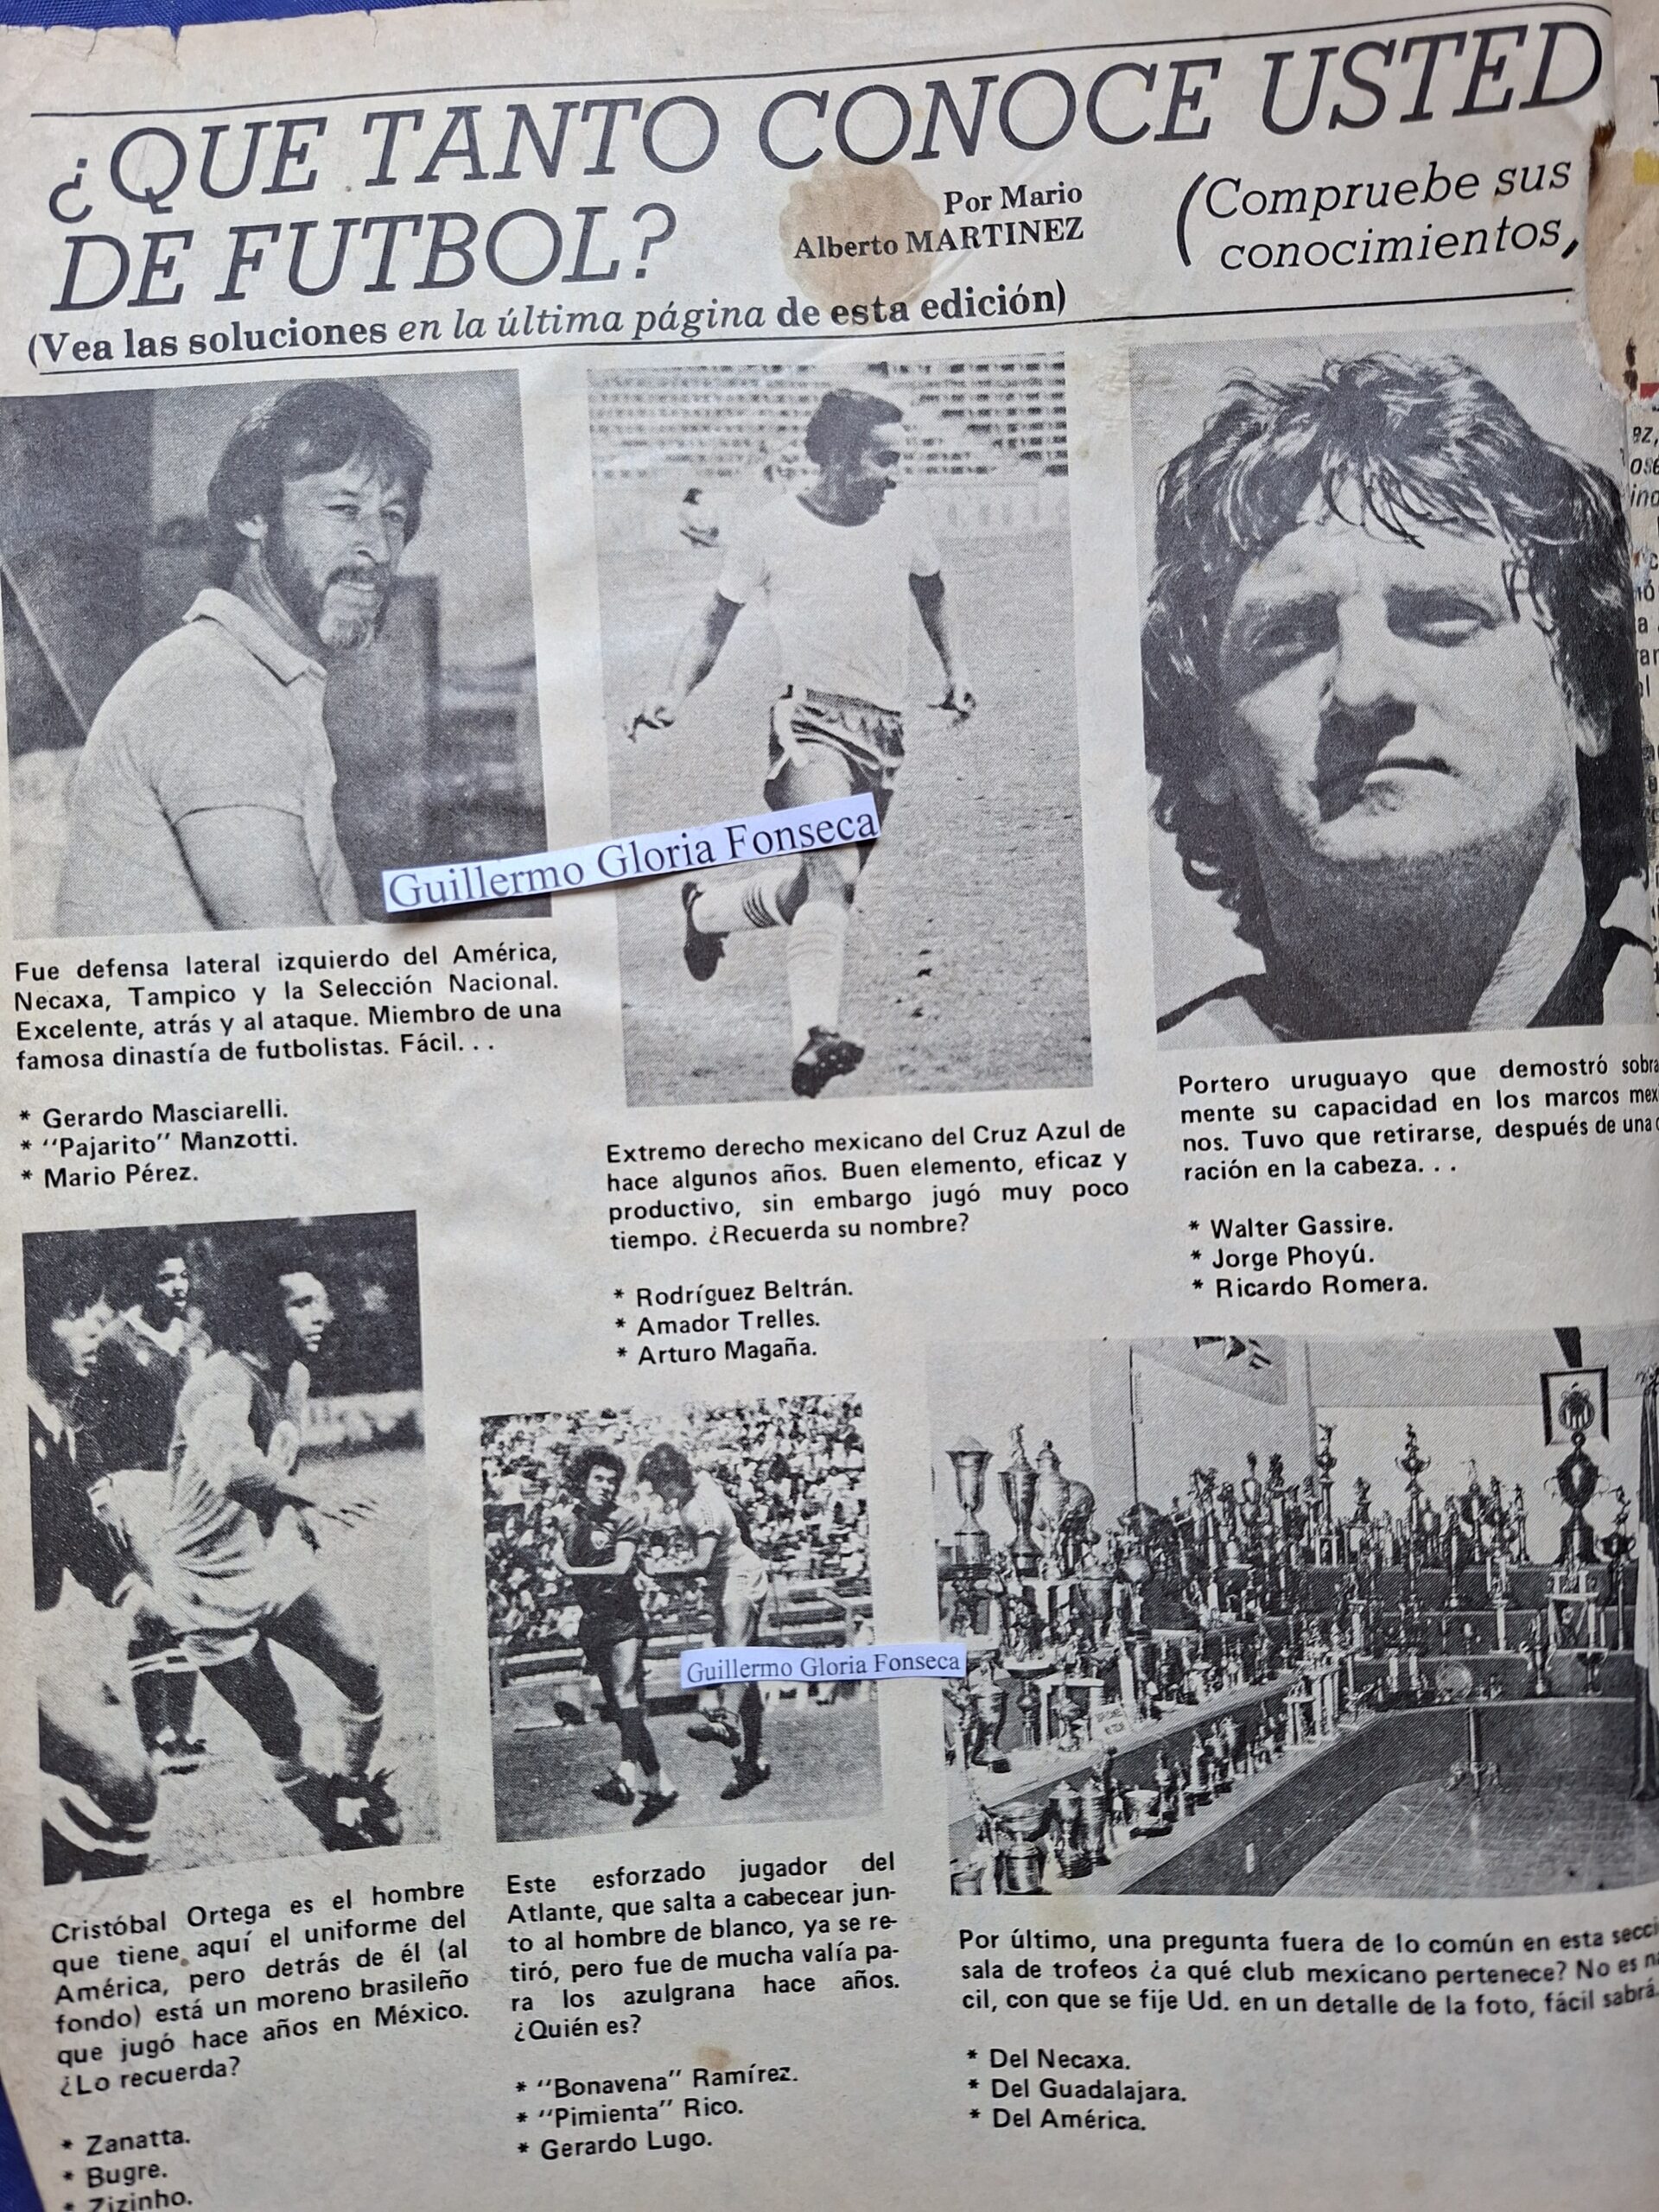 ¿QUE TANTO CONOCE USTED
DE FUTBOL?
Por Mario
Alberto MARTINEZ
(Compruebe sus
conocimientos,
(Vea las soluciones en la última página de esta edición)
Guillermo Gloria Fonseca
Fue defensa lateral izquierdo del América,
Necaxa, Tampico y la Selección Nacional.
Excelente, atrás y al ataque. Miembro de una
famosa dinastía de futbolistas. Fácil. . .
* Gerardo Masciarelli.
* "Pajarito" Manzotti.
* Mario Pérez.
Extremo derecho mexicano del Cruz Azul de
hace algunos años. Buen elemento, eficaz y
productivo, sin embargo jugó muy poco
tiempo. ¿Recuerda su nombre?
* Rodríguez Beltrán.
* Amador Trelles.
* Arturo Magaña.
Portero uruguayo que demostró sobra
mente su capacidad en los marcos mex
nos. Tuvo que retirarse, después de una
ración en la cabeza. . .
* Walter Gassire.
* Jorge Phoyú.
* Ricardo Romera.
Cristóbal Ortega es el hombre
que tiene aquí el uniforme del
América, pero detrás de él (al
fondo) está un moreno brasileño
que jugó hace años en México.
¿Lo recuerda?
* Zanatta.
* Bugre.
* Zizinho.
Guillermo Gloria Fonseca
Este esforzado jugador del
Atlante, que salta a cabecear jun-
to al hombre de blanco, ya se re-
tiró, pero fue de mucha valía pa-
ra los azulgrana hace años.
¿Quién es?
* "Bonavena" Ramírez.
* "Pimienta" Rico.
* Gerardo Lugo.
Por último, una pregunta fuera de lo común en esta secci
sala de trofeos ¿a qué club mexicano pertenece? No es
cil, con que se fije Ud. en un detalle de la foto, fácil sabrá
* Del Necaxa.
* Del Guadalajara.
* Del América.